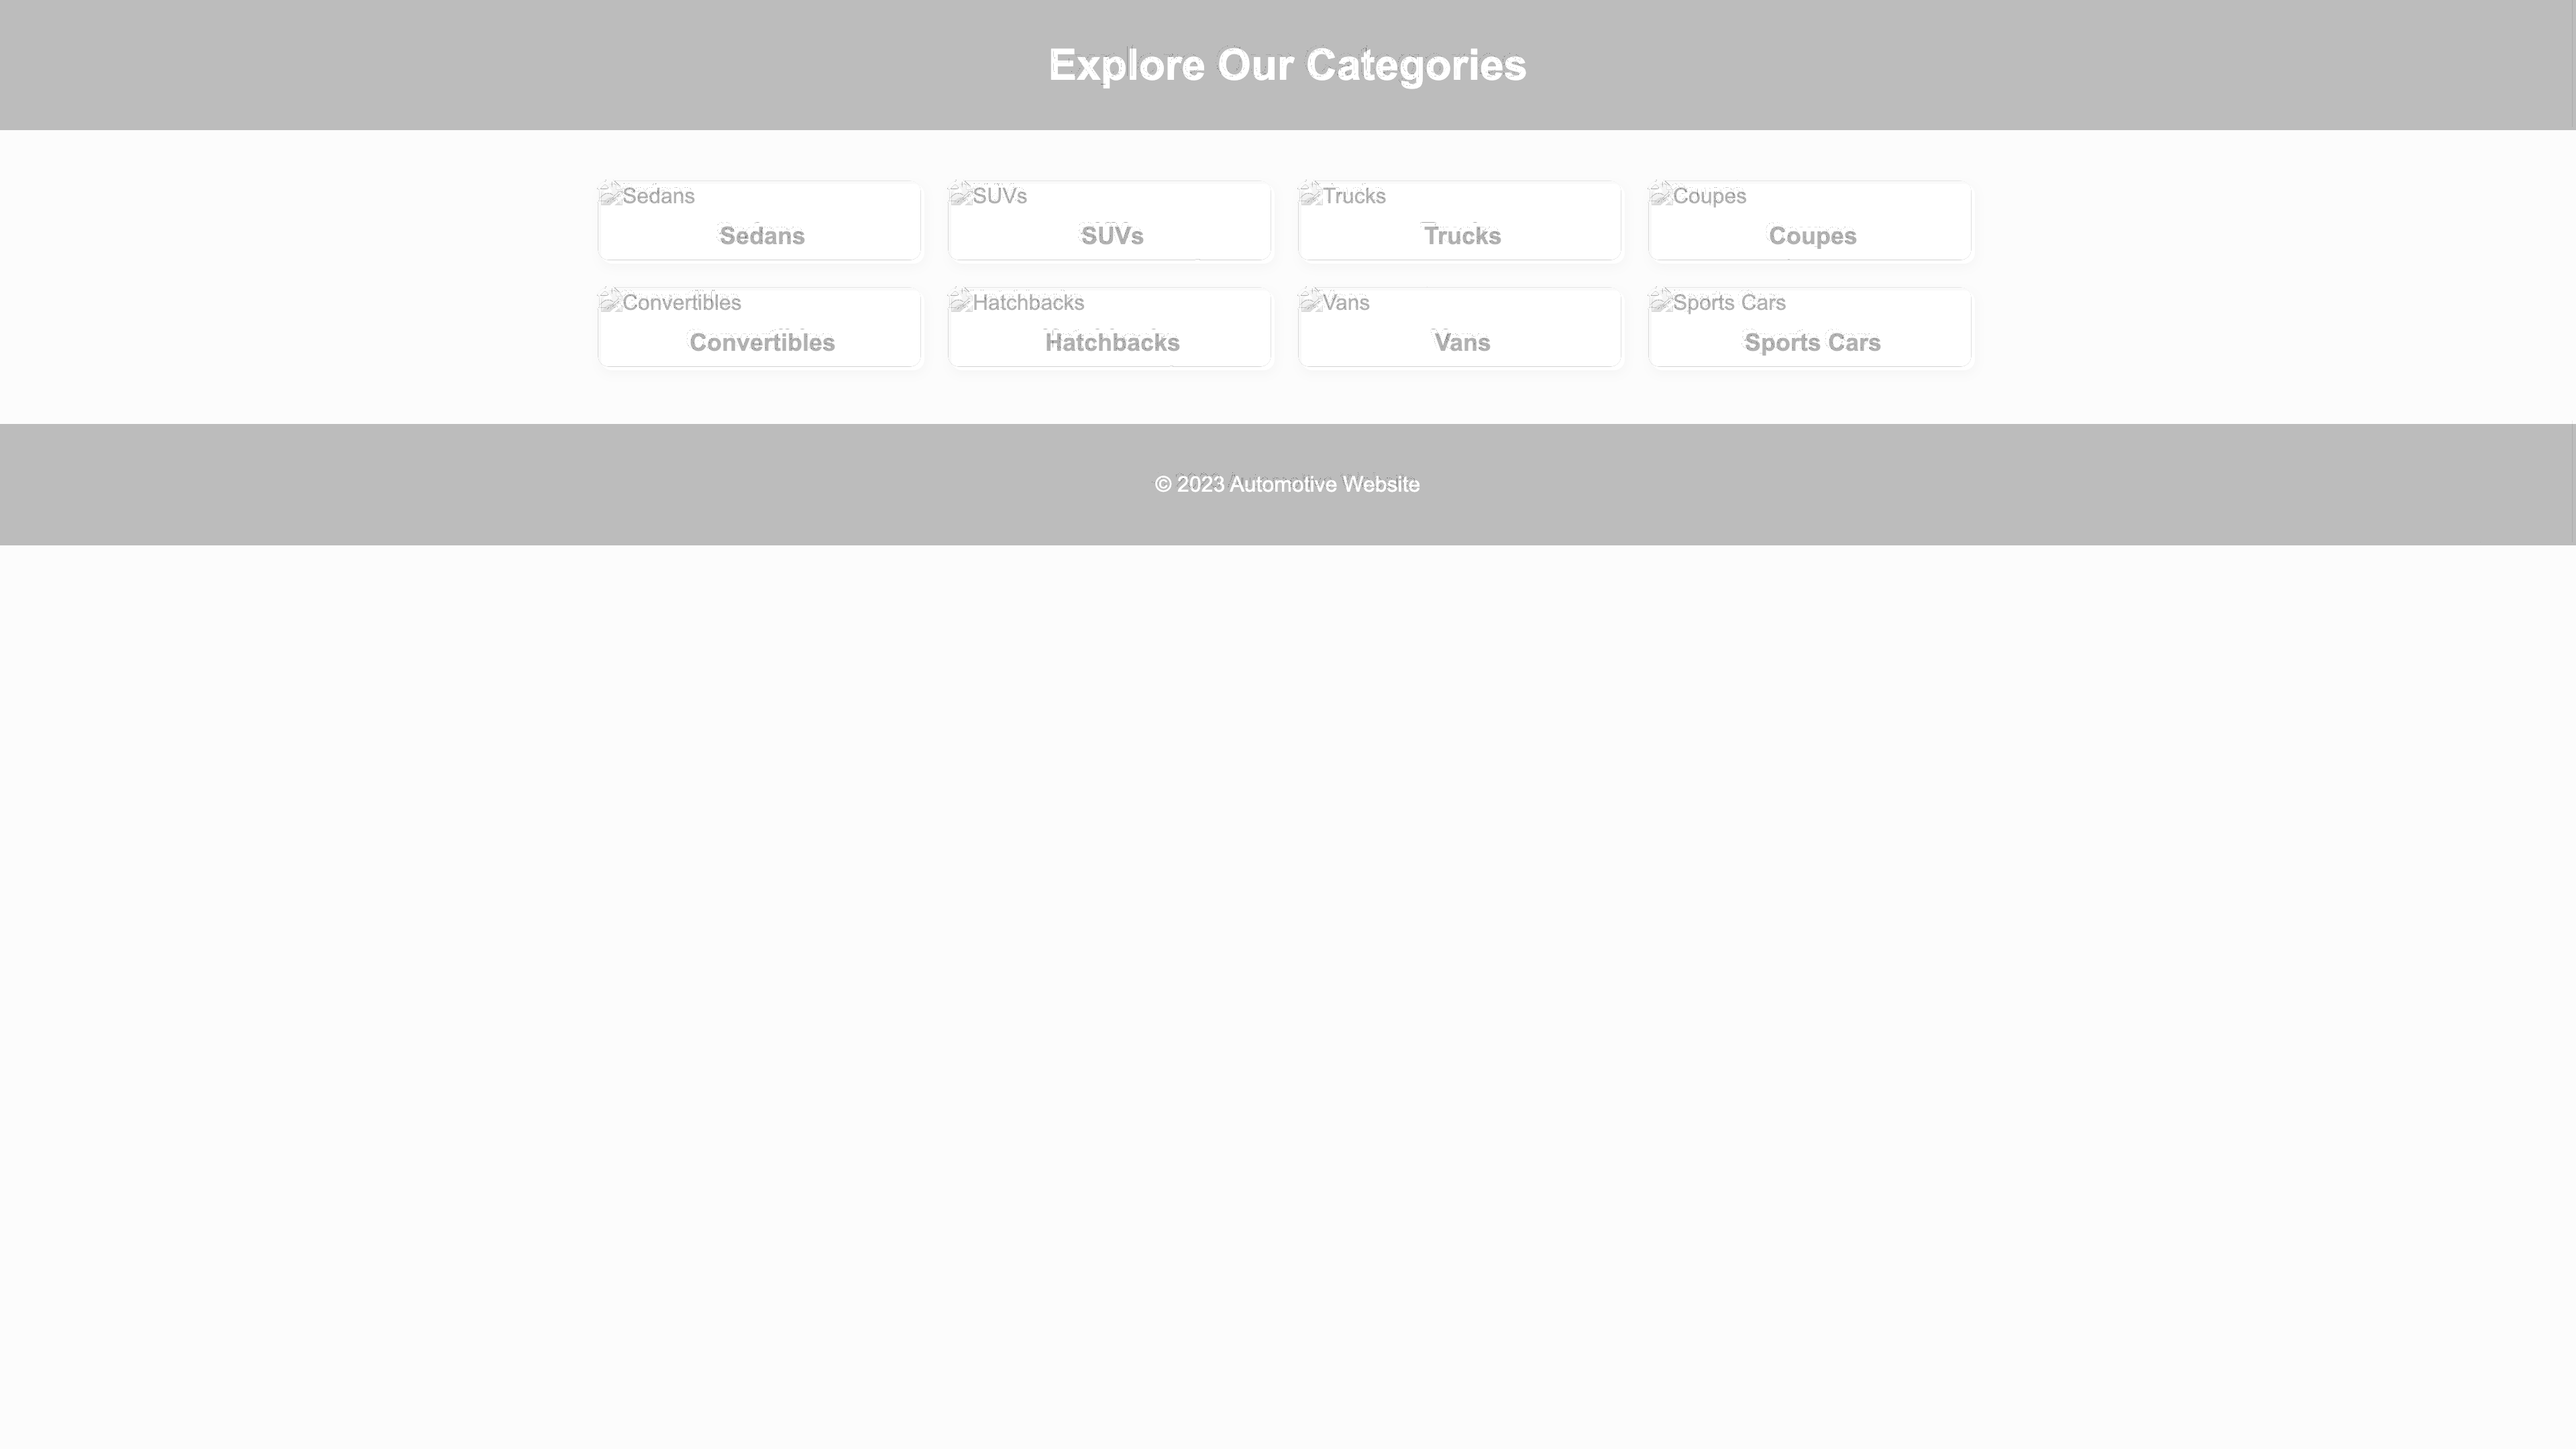 Explore Our Categories
Sedans SUVs Trucks Coupes
Sedans SUVs Trucks Coupes
Convertibles Hatchbacks Vans Sports Cars
Convertibles Hatchbacks Vans Sports Cars
© 2023 Automotive Website